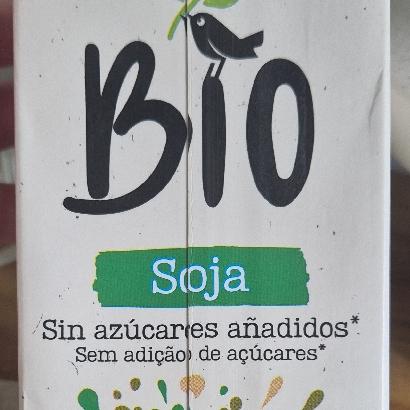 BIO
Soja
Sin azúcares añadidos*
Sem adição de açúcares*